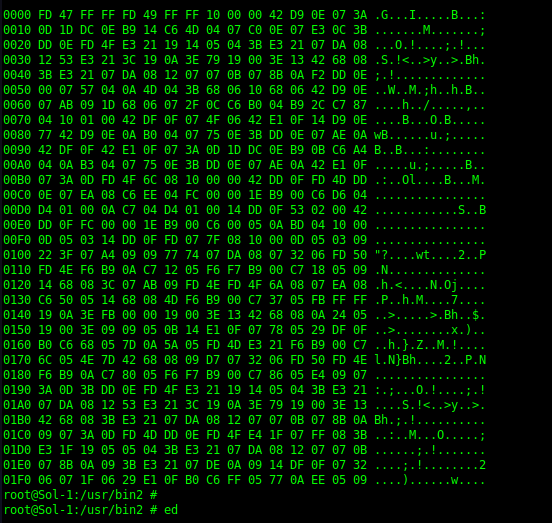 0000 FD 47 FF FF FD 49 FF FF 10 00 00 42 D9 0E 07 3A .G...I.....B...:
0010 0D 1D DC 0E B9 14 C6 4D 04 07 C0 0E 07 E3 0C 3B .......M.......;
0020 DD 0E FD 4F E3 21 19 14 05 04 3B E3 21 07 DA 08 ...O.!....;.!...
0030 12 53 E3 21 3C 19 0A 3E 79 19 00 3E 13 42 68 08 .S.!<..>y..>.Bh.
0040 3B E3 21 07 DA 08 12 07 07 0B 07 8B 0A F2 DD 0E ;.!.............
0050 00 07 57 04 0A 4D 04 3B 68 06 10 68 06 42 D9 0E ..W..M.;h..h.B..
0060 07 AB 09 1D 68 06 07 2F 0C C6 B0 04 B9 2C C7 87 ....h../.....,..
0070 04 10 01 00 42 DF 0F 07 4F 06 42 E1 0F 14 D9 0E ....B...O.B.....
0080 77 42 D9 0E 0A B0 04 07 75 0E 3B DD 0E 07 AE 0A wB......u.;.....
0090 42 DF 0F 42 E1 0F 07 3A 0D 1D DC 0E B9 0B C6 A4 B..B...:........
00A0 04 0A B3 04 07 75 0E 3B DD 0E 07 AE 0A 42 E1 0F .....u.;.....B..
00B0 07 3A 0D FD 4F 6C 08 10 00 00 42 DD 0F FD 4D DD .:..Ol....B...M.
00C0 0E 07 EA 08 C6 EE 04 FC 00 00 1E B9 00 C6 D6 04 ................
00D0 D4 01 00 0A C7 04 D4 01 00 14 DD 0F 53 02 00 42 ............S..B
00E0 DD 0F FC 00 00 1E B9 00 C6 00 05 0A BD 04 10 00 ................
00F0 0D 05 03 14 DD 0F FD 07 7F 08 10 00 0D 05 03 09 ................
0100 22 3F 07 A4 09 09 77 74 07 DA 08 07 32 06 FD 50 "?....wt....2..P
0110 FD 4E F6 B9 0A C7 12 05 F6 F7 B9 00 C7 18 05 09 .N..............
0120 14 68 08 3C 07 AB 09 FD 4E FD 4F 6A 08 07 EA 08 .h.<....N.Oj....
0130 C6 50 05 14 68 08 4D F6 B9 00 C7 37 05 FB FF FF .P..h.M....7....
0140 19 0A 3E FB 00 00 19 00 3E 13 42 68 08 0A 24 05 ..>.....>.Bh..$.
0150 19 00 3E 09 09 05 0B 14 E1 0F 07 78 05 29 DF 0F ..>........x.)..
0160 B0 C6 68 05 7D 0A 5A 05 FD 4D E3 21 F6 B9 00 C7 ..h.}.Z..M.!....
0170 6C 05 4E 7D 42 68 08 09 D7 07 32 06 FD 50 FD 4E l.N}Bh....2..P.N
0180 F6 B9 0A C7 80 05 F6 F7 B9 00 C7 86 05 E4 09 07 ................
0190 3A 0D 3B DD 0E FD 4F E3 21 19 14 05 04 3B E3 21 :.;...O.!....;.!
01A0 07 DA 08 12 53 E3 21 3C 19 0A 3E 79 19 00 3E 13 ....S.!<..>y..>.
01B0 42 68 08 3B E3 21 07 DA 08 12 07 07 0B 07 8B 0A Bh.;.!..........
01C0 09 07 3A 0D FD 4D DD 0E FD 4F E4 1F 07 FF 08 3B ..:..M...O.....;
01D0 E3 1F 19 05 05 04 3B E3 21 07 DA 08 12 07 07 0B ......;.!.......
01E0 07 8B 0A 09 3B E3 21 07 DE 0A 09 14 DF 0F 07 32 ....;.!........2
01F0 06 07 1F 06 29 E1 0F B0 C6 FF 05 77 0A EE 05 09 ....)......w....
root@Sol-1:/usr/bin2 #
root@Sol-1:/usr/bin2 # ed